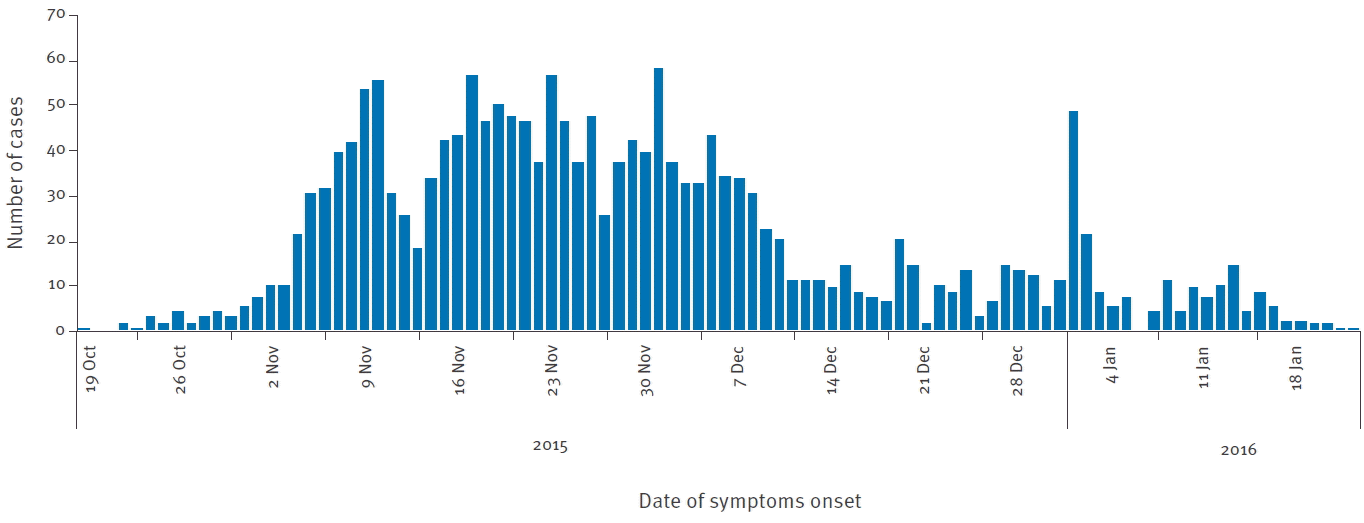 70
60
50
40
30
20
10
0
Number of cases
19 Oct
26 Oct
2 Nov
9 Nov
16 Nov
23 Nov
30 Nov
7 Dec
14 Dec
21 Dec
28 Dec
4 Jan
11 Jan
18 Jan
2015
2016
Date of symptoms onset